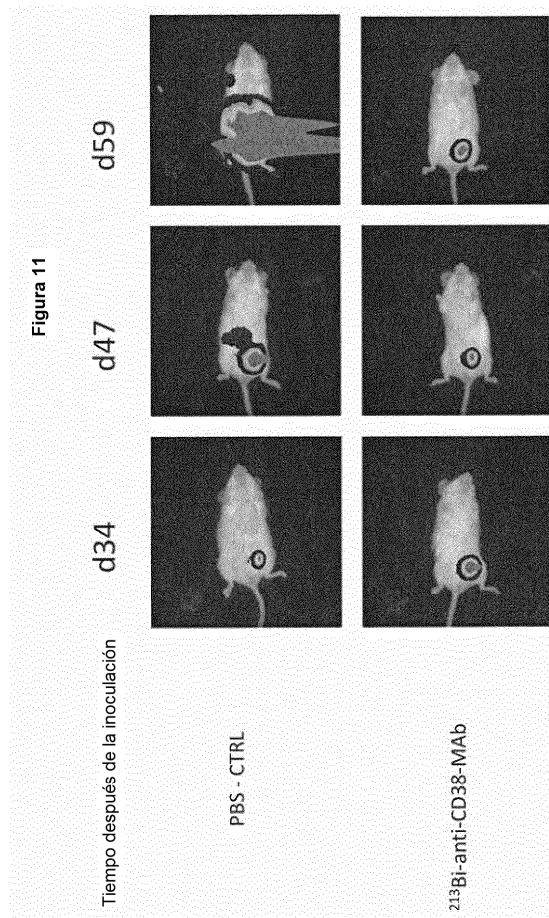 Figura 11
Tiempo después de la inoculación
d34
d47
d59
PBS - CTRL
²¹³Bi-anti-CD38-MAb